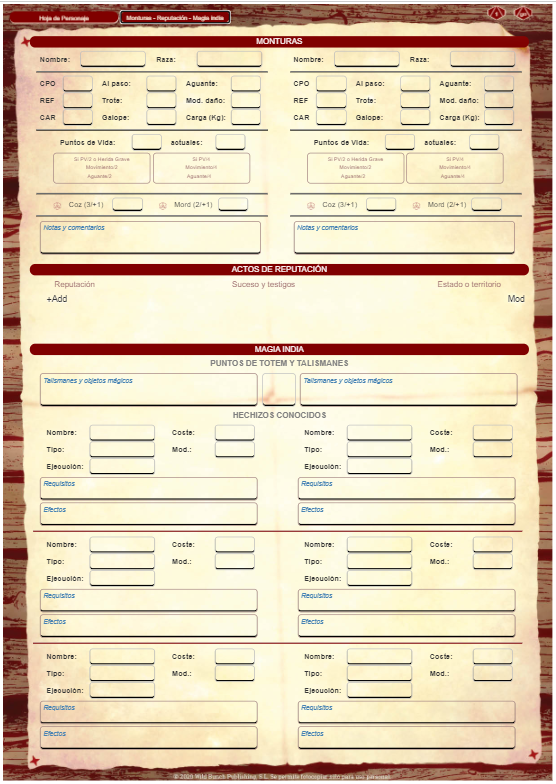 Hoja de Personaje Monturas - Reputación - Magia India
MONTURAS
Nombre: Raza: Nombre: Raza:
CPO Al paso: Aguante: CPO Al paso: Aguante:
REF Trote: Mod. daño: REF Trote: Mod. daño:
CAR Galope: Carga (Kg): CAR Galope: Carga (Kg):
Puntos de Vida: actuales: Puntos de Vida: actuales:
Si PV/2 o Herida Grave Si PV/4 Si PV/2 o Herida Grave Si PV/4
Movimiento/3 Movimiento/4 Movimiento/3 Movimiento/4
Aguante/2 Aguante/4 Aguante/2 Aguante/4
Coz (3/+1) Mord (2/+1) Coz (3/+1) Mord (2/+1)
Notas y comentarios Notas y comentarios
ACTOS DE REPUTACIÓN
Reputación Suceso y testigos Estado o territorio
+Add Mod
MAGIA INDIA
PUNTOS DE TOTEM Y TALISMANES
Talismanes y objetos mágicos Talismanes y objetos mágicos
HECHIZOS CONOCIDOS
Nombre: Coste: Nombre: Coste:
Tipo: Mod.: Tipo: Mod.:
Ejecución: Ejecución:
Requisitos Requisitos
Efectos Efectos
Nombre: Coste: Nombre: Coste:
Tipo: Mod.: Tipo: Mod.:
Ejecución: Ejecución:
Requisitos Requisitos
Efectos Efectos
Nombre: Coste: Nombre: Coste:
Tipo: Mod.: Tipo: Mod.:
Ejecución: Ejecución:
Requisitos Requisitos
Efectos Efectos
© 2020 Wild Bunch Publishing, S.L. Se permite fotocopiar sólo para uso personal.